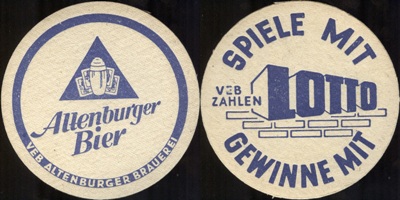 Altenburger
Bier
VEB ALTENBURGER BRAUEREI
SPIELE MIT
VEB
ZAHLEN
LOTTO
GEWINNE MIT